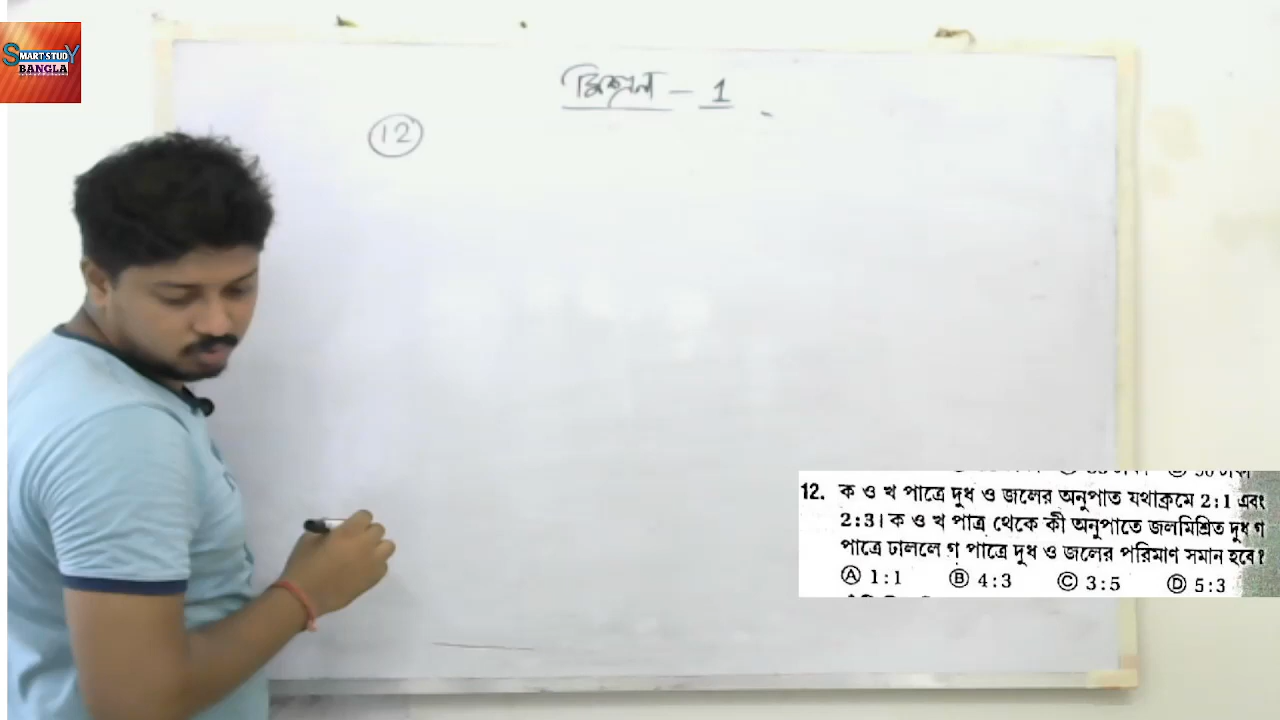 SMART STUDY
BANGLA
মিশ্রণ - 1
12
12. ক ও খ পাত্রে দুধ ও জলের অনুপাত যথাক্রমে 2:1 এবং
2:3। ক ও খ পাত্র থেকে কী অনুপাতে জলমিশ্রিত দুধ গ
পাত্রে ঢাললে গ্ পাত্রে দুধ ও জলের পরিমাণ সমান হবে?
Ⓐ 1:1 Ⓑ 4:3 Ⓒ 3:5 Ⓓ 5:3